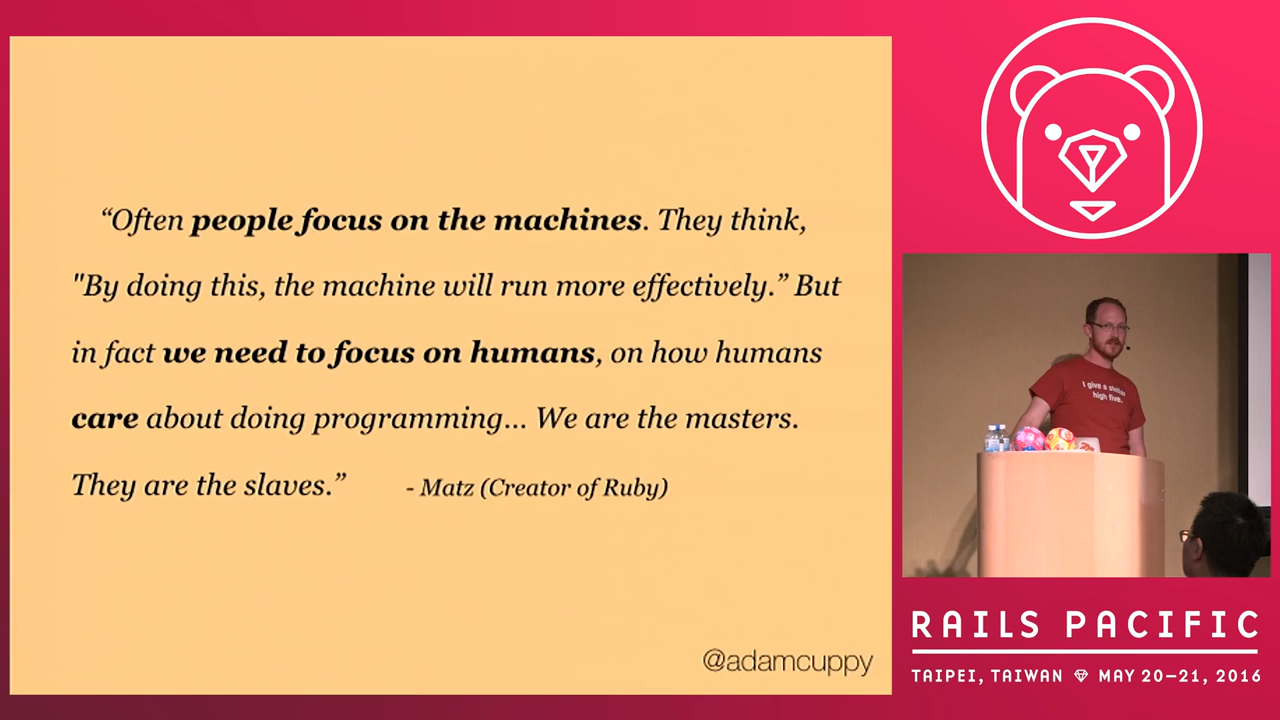 “Often people focus on the machines. They think,
"By doing this, the machine will run more effectively.” But
in fact we need to focus on humans, on how humans
care about doing programming... We are the masters.
They are the slaves.” - Matz (Creator of Ruby)
@adamcuppy
I give a
high five.
RAILS PACIFIC
TAIPEI, TAIWAN MAY 20–21, 2016